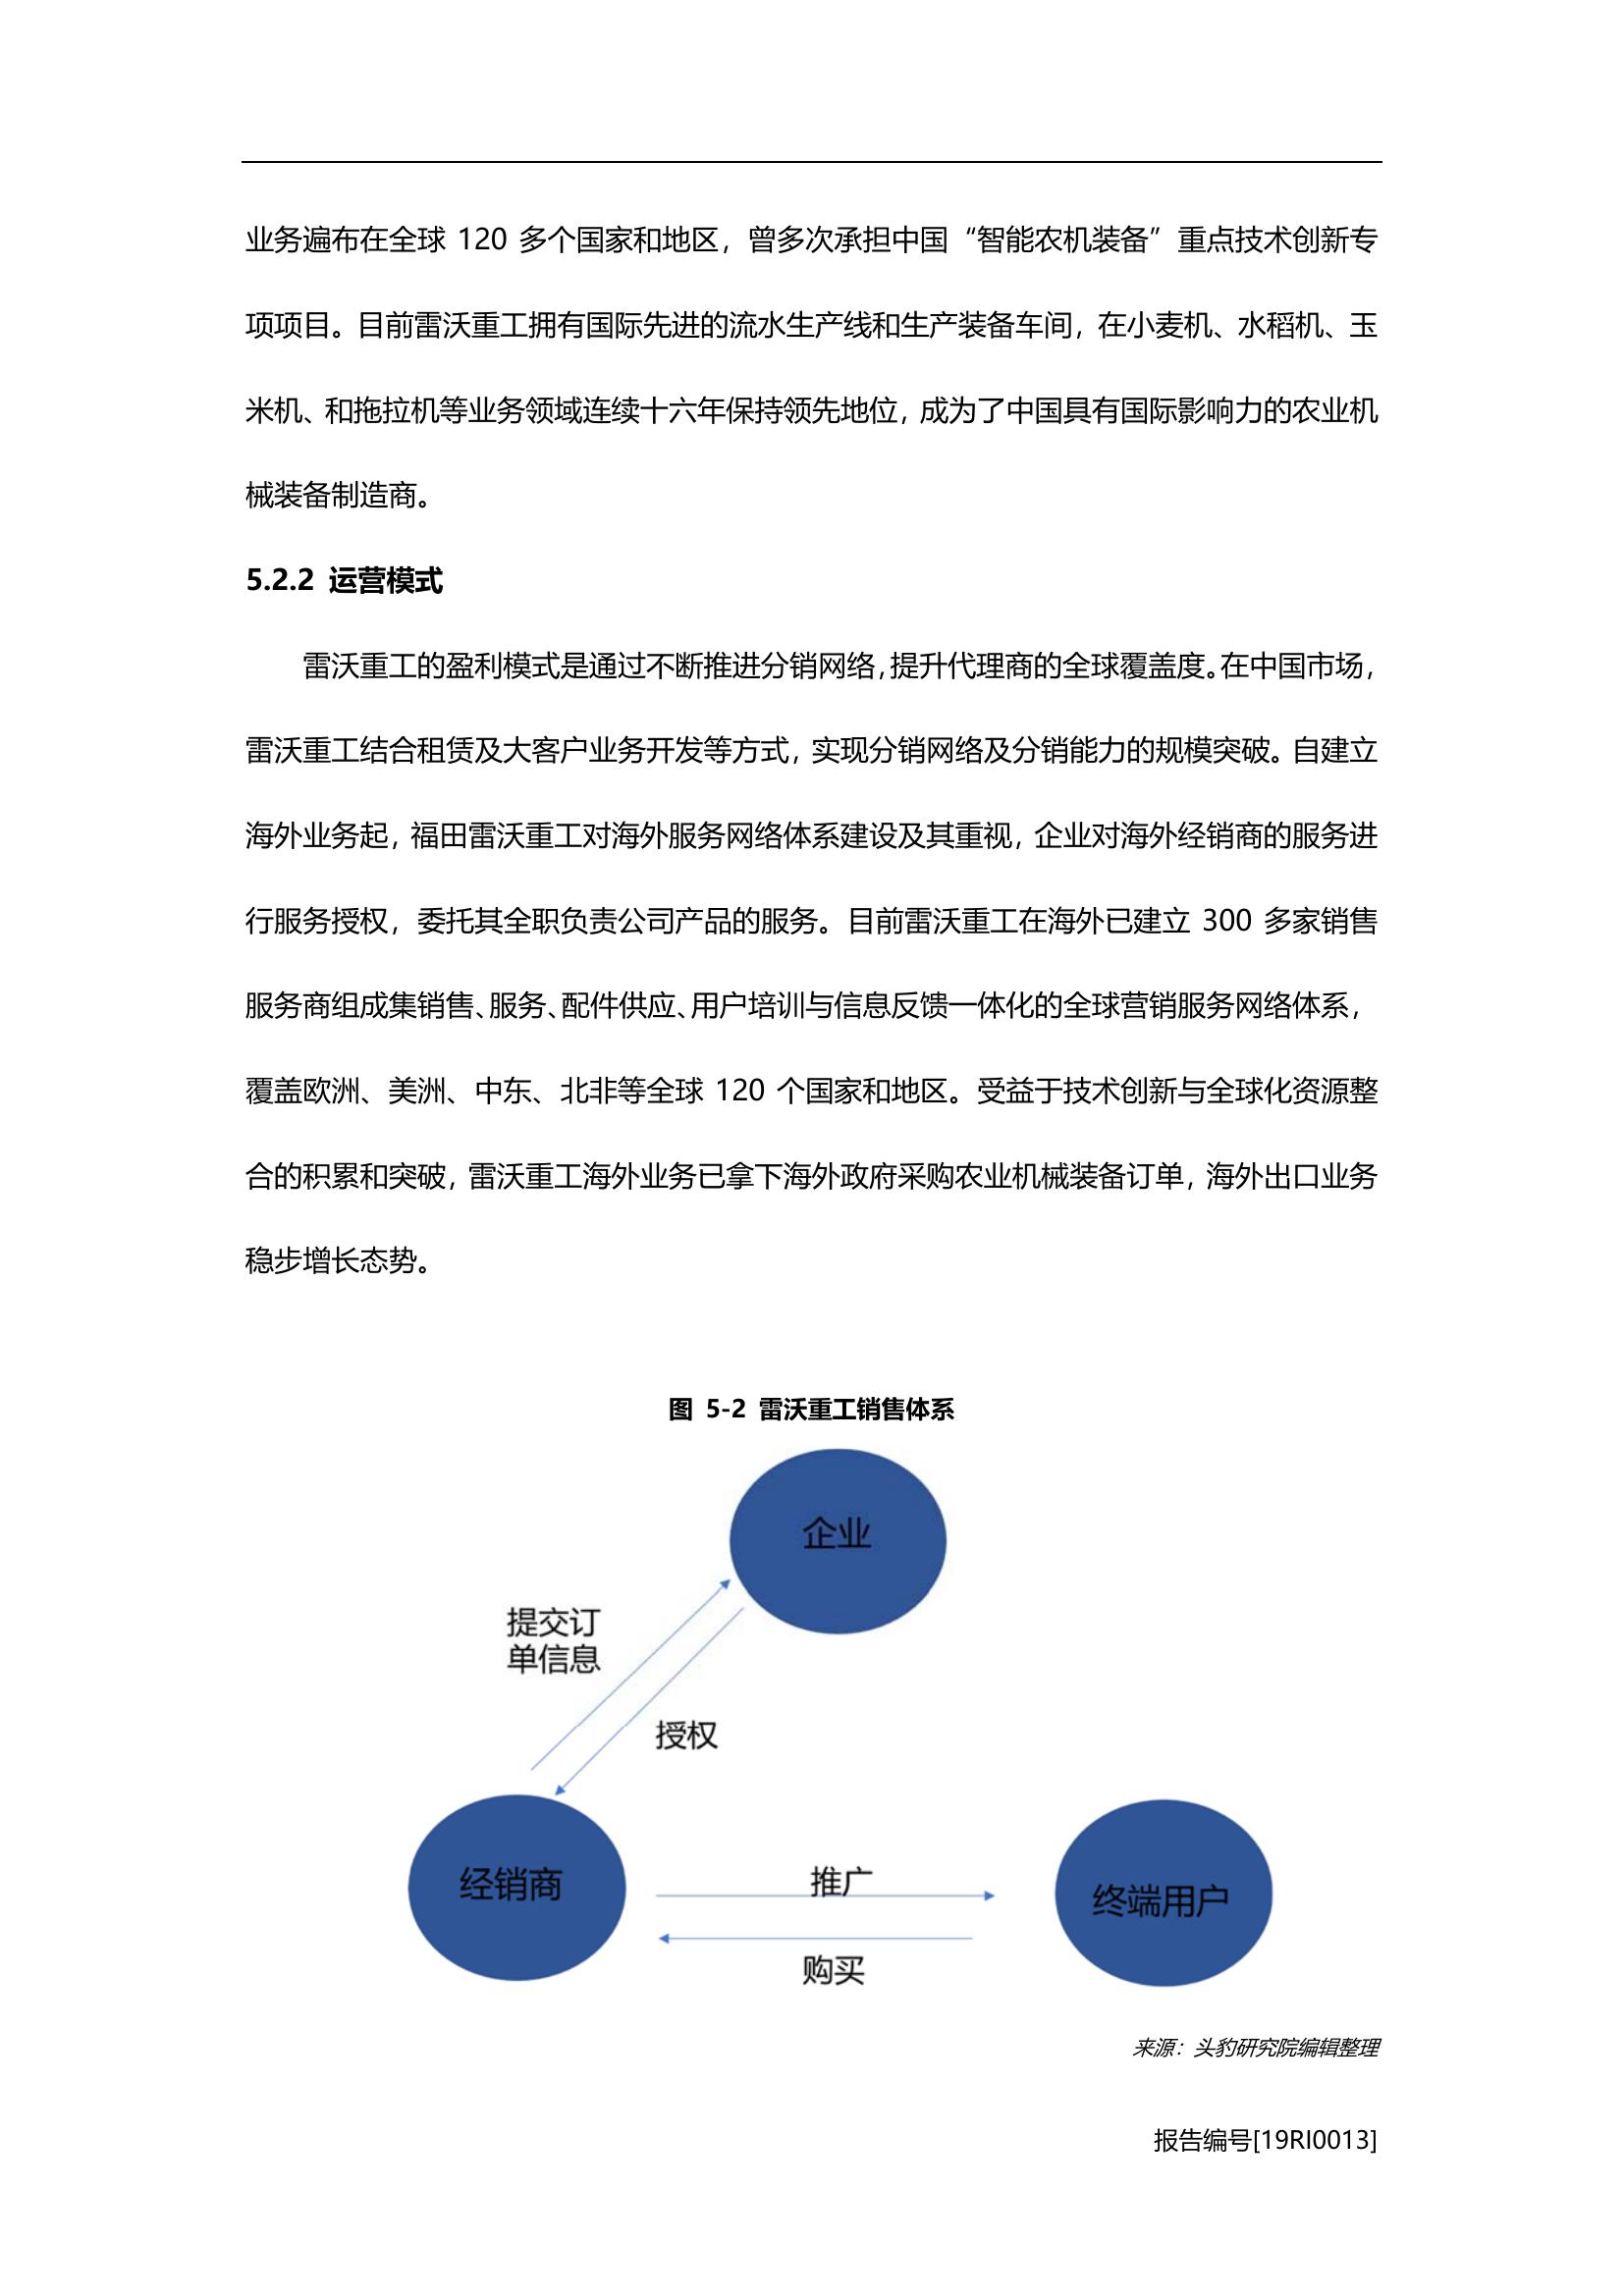 业务遍布在全球 120 多个国家和地区，曾多次承担中国“智能农机装备”重点技术创新专
项项目。目前雷沃重工拥有国际先进的流水生产线和生产装备车间，在小麦机、水稻机、玉
米机、和拖拉机等业务领域连续十六年保持领先地位，成为了中国具有国际影响力的农业机
械装备制造商。
5.2.2 运营模式
雷沃重工的盈利模式是通过不断推进分销网络，提升代理商的全球覆盖度。在中国市场，
雷沃重工结合租赁及大客户业务开发等方式，实现分销网络及分销能力的规模突破。自建立
海外业务起，福田雷沃重工对海外服务网络体系建设及其重视，企业对海外经销商的服务进
行服务授权，委托其全职负责公司产品的服务。目前雷沃重工在海外已建立 300 多家销售
服务商组成集销售、服务、配件供应、用户培训与信息反馈一体化的全球营销服务网络体系，
覆盖欧洲、美洲、中东、北非等全球 120 个国家和地区。受益于技术创新与全球化资源整
合的积累和突破，雷沃重工海外业务已拿下海外政府采购农业机械装备订单，海外出口业务
稳步增长态势。
图 5-2 雷沃重工销售体系
企业
提交订
单信息
授权
经销商
推广
终端用户
购买
来源：头豹研究院编辑整理
报告编号[19RI0013]